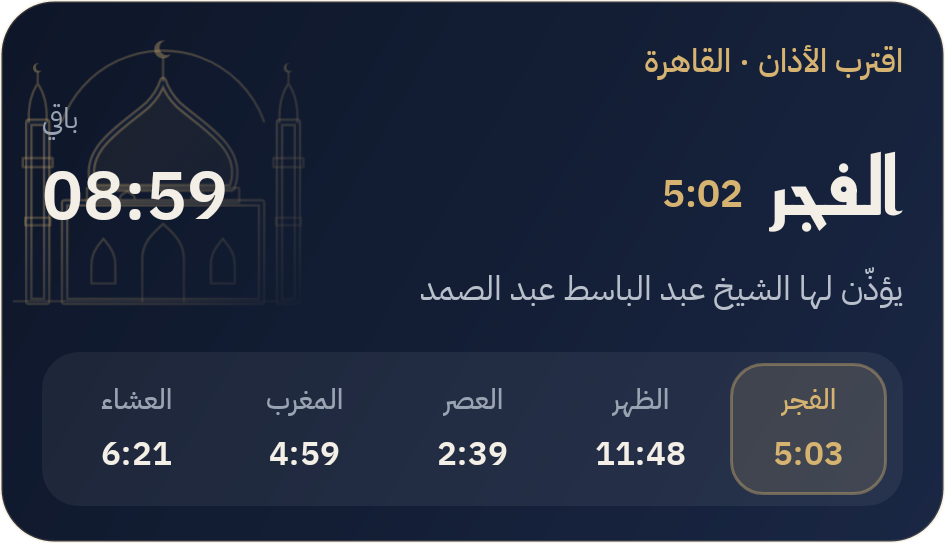 اقترب الأذان · القاهرة
باقي
الفجر 5:02
08:59
يؤذّن لها الشيخ عبد الباسط عبد الصمد
الفجر الظهر العصر المغرب العشاء
5:03 11:48 2:39 4:59 6:21